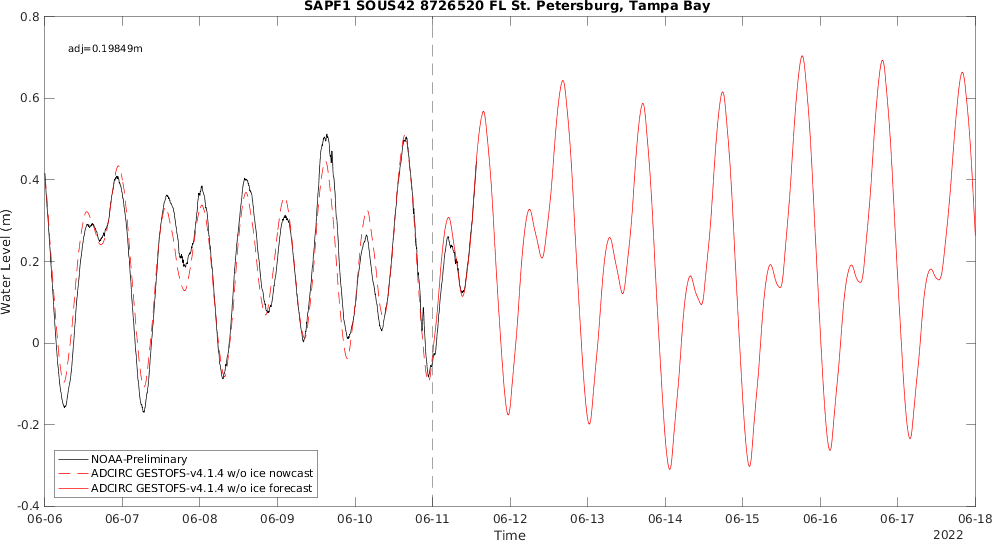 SAPF1 SOUS42 8726520 FL St. Petersburg, Tampa Bay
adj=0.19849m
Water Level (m)
0.8
0.6
0.4
0.2
0
-0.2
-0.4
NOAA-Preliminary
ADCIRC GESTOFS-v4.1.4 w/o ice nowcast
ADCIRC GESTOFS-v4.1.4 w/o ice forecast
06-06 06-07 06-08 06-09 06-10 06-11 06-12 06-13 06-14 06-15 06-16 06-17 06-18
Time
2022